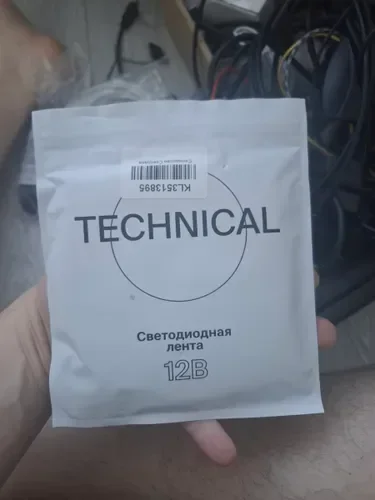 KL3513895
TECHNICAL
Светодиодная
лента
12В